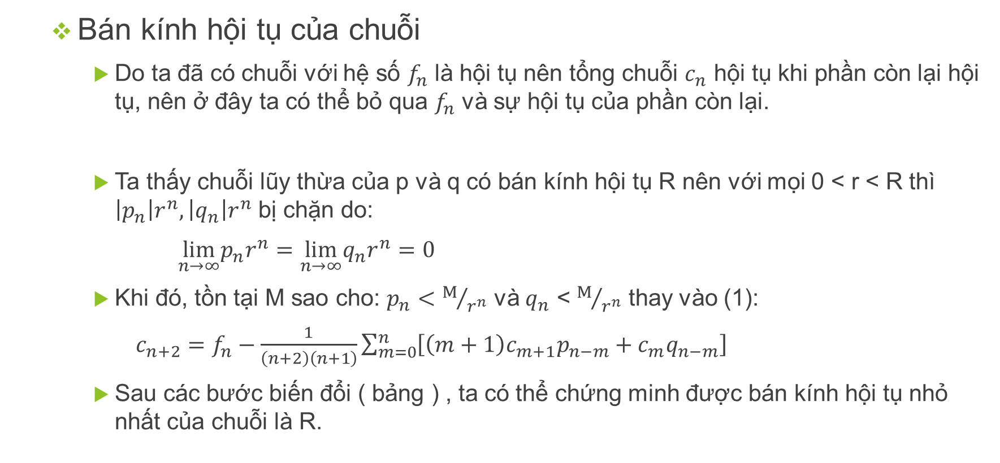 ❖ Bán kính hội tụ của chuỗi
▶ Do ta đã có chuỗi với hệ số $f_n$ là hội tụ nên tổng chuỗi $c_n$ hội tụ khi phần còn lại hội
tụ, nên ở đây ta có thể bỏ qua $f_n$ và sự hội tụ của phần còn lại.
▶ Ta thấy chuỗi lũy thừa của p và q có bán kính hội tụ R nên với mọi 0 < r < R thì
$|p_n|r^n, |q_n|r^n$ bị chặn do:
$\lim_{n\to\infty} p_n r^n = \lim_{n\to\infty} q_n r^n = 0$
▶ Khi đó, tồn tại M sao cho: $p_n < {}^{M}/_{r^n}$ và $q_n < {}^{M}/_{r^n}$ thay vào (1):
$c_{n+2} = f_n - \frac{1}{(n+2)(n+1)} \sum_{m=0}^{n} [(m+1)c_{m+1}p_{n-m} + c_m q_{n-m}]$
▶ Sau các bước biến đổi ( bảng ) , ta có thể chứng minh được bán kính hội tụ nhỏ
nhất của chuỗi là R.